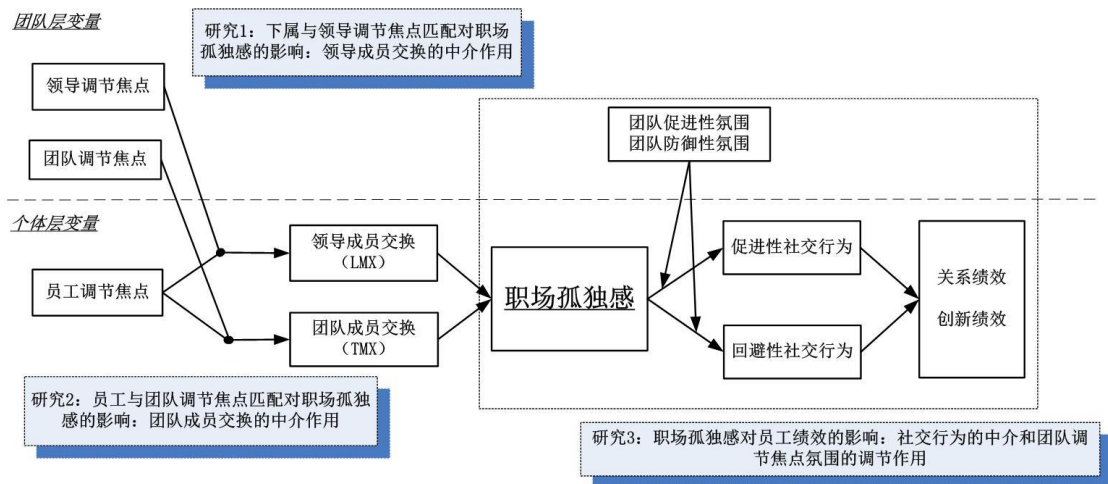 团队层变量
研究1：下属与领导调节焦点匹配对职场
孤独感的影响：领导成员交换的中介作用
领导调节焦点
团队促进性氛围
团队防御性氛围
团队调节焦点
个体层变量
领导成员交换
（LMX）
促进性社交行为
员工调节焦点
职场孤独感
关系绩效
创新绩效
团队成员交换
（TMX）
回避性社交行为
研究2：员工与团队调节焦点匹配对职场孤独
感的影响：团队成员交换的中介作用
研究3：职场孤独感对员工绩效的影响：社交行为的中介和团队调
节焦点氛围的调节作用